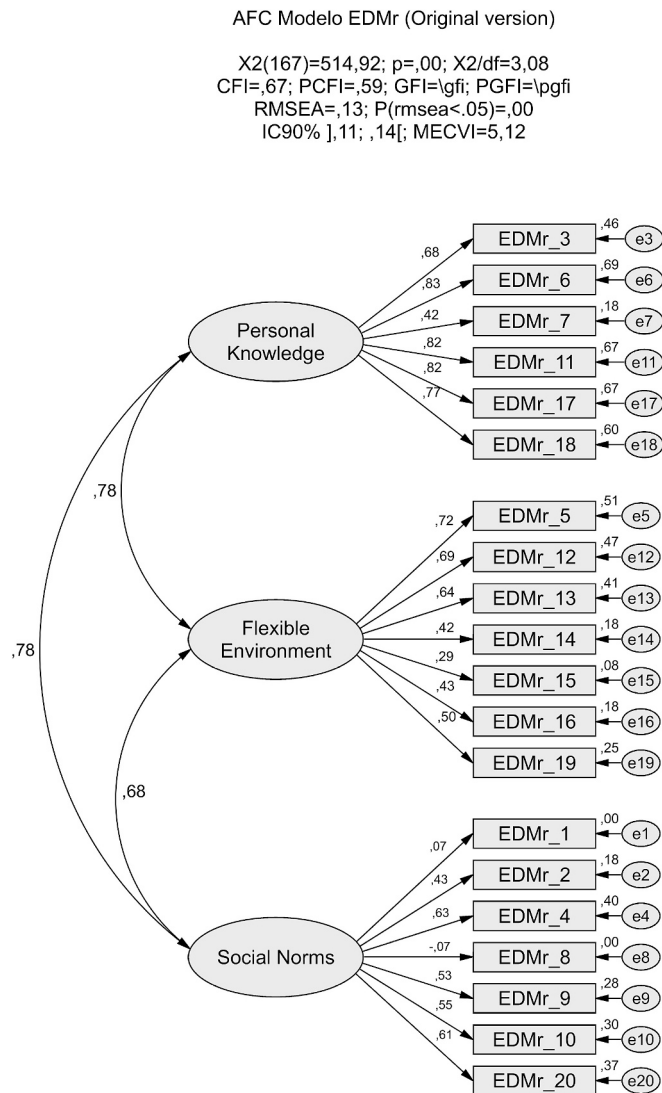 AFC Modelo EDMr (Original version)
X2(167)=514,92; p=,00; X2/df=3,08
CFI=,67; PCFI=,59; GFI=\gfi; PGFI=\pgfi
RMSEA=,13; P(rmsea<.05)=,00
IC90% ],11; ,14[; MECVI=5,12
,68 EDMr_3 ,46 e3
,83 EDMr_6 ,69 e6
,42 EDMr_7 ,18 e7
,82 EDMr_11 ,67 e11
,82 EDMr_17 ,67 e17
,77 EDMr_18 ,60 e18
Personal
Knowledge
,78
,72 EDMr_5 ,51 e5
,69 EDMr_12 ,47 e12
,64 EDMr_13 ,41 e13
,42 EDMr_14 ,18 e14
,29 EDMr_15 ,08 e15
,43 EDMr_16 ,18 e16
,50 EDMr_19 ,25 e19
Flexible
Environment
,78
,68
,07 EDMr_1 ,00 e1
,43 EDMr_2 ,18 e2
,63 EDMr_4 ,40 e4
-,07 EDMr_8 ,00 e8
,53 EDMr_9 ,28 e9
,55 EDMr_10 ,30 e10
,61 EDMr_20 ,37 e20
Social Norms